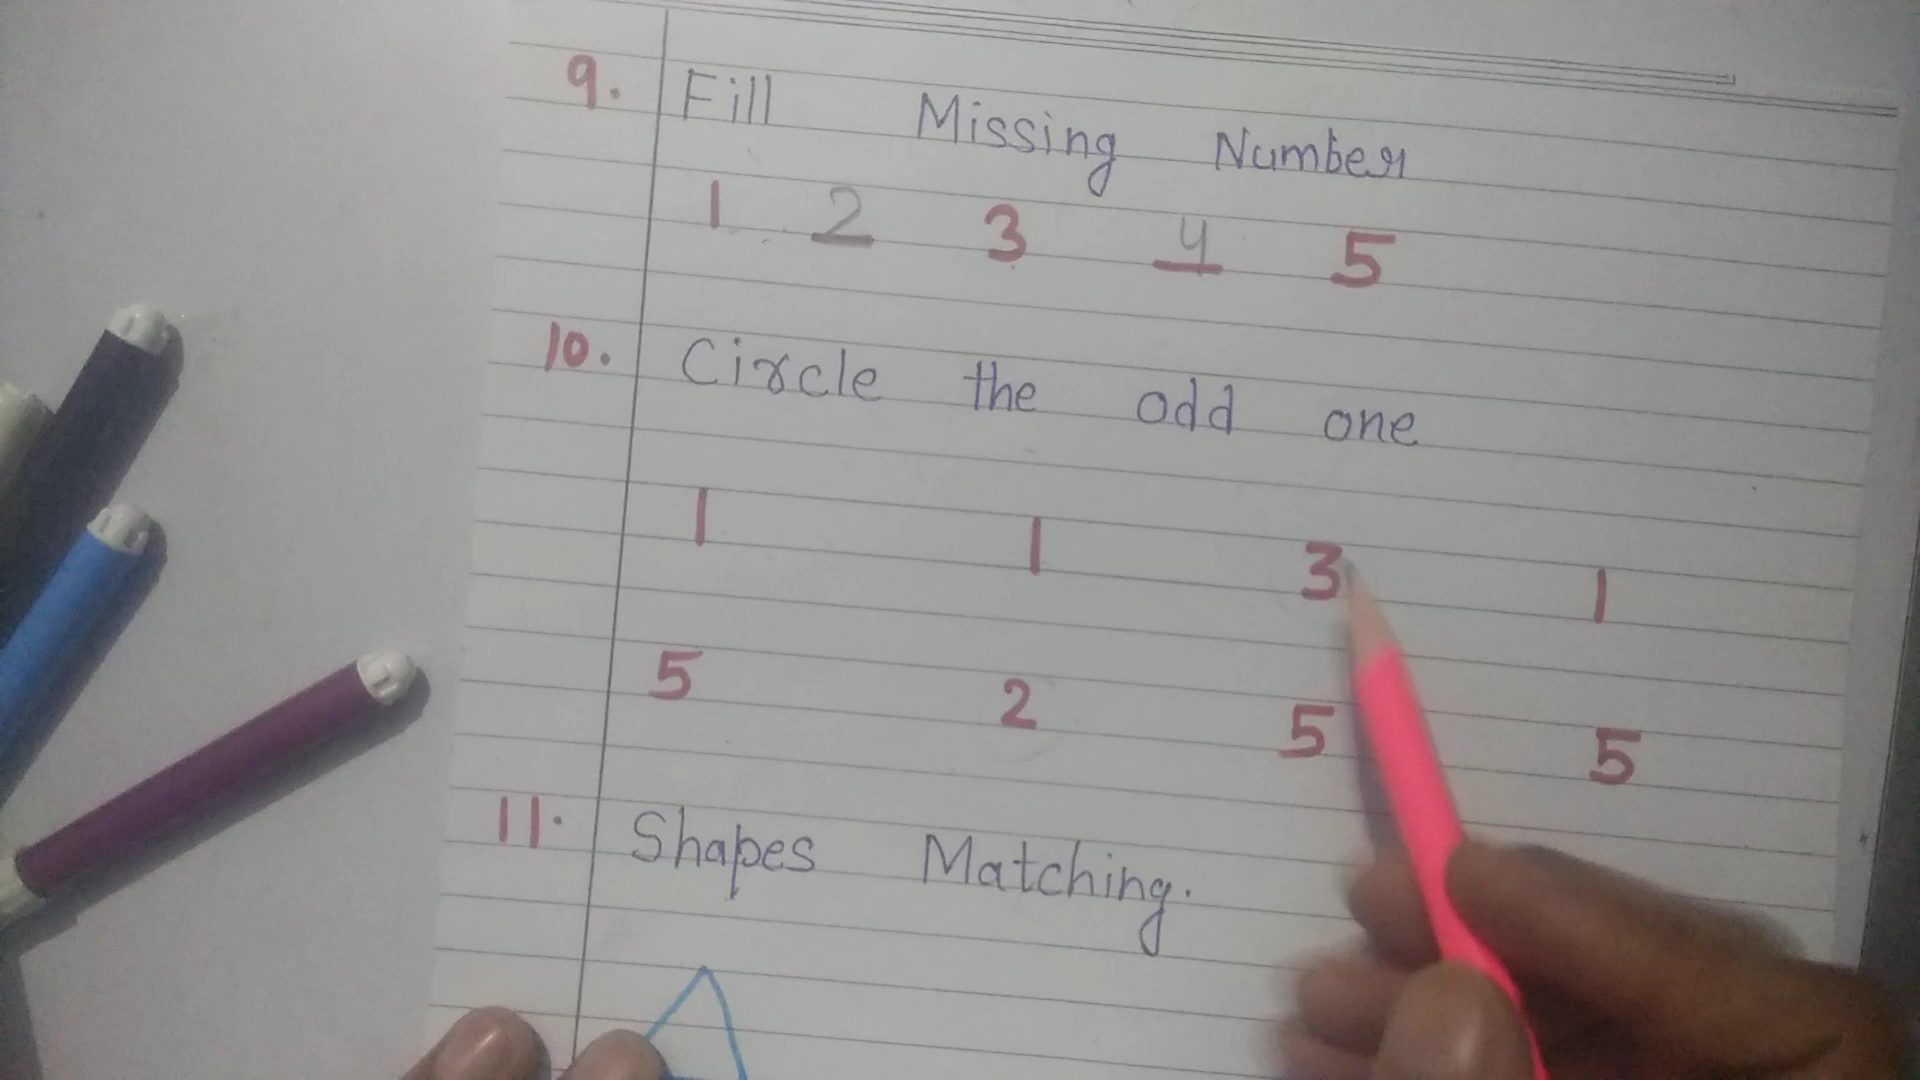 9. Fill Missing Number
1 2 3 4 5
10. Circle the odd one
1 1 3 1
5 2 5 5
11. Shapes Matching.